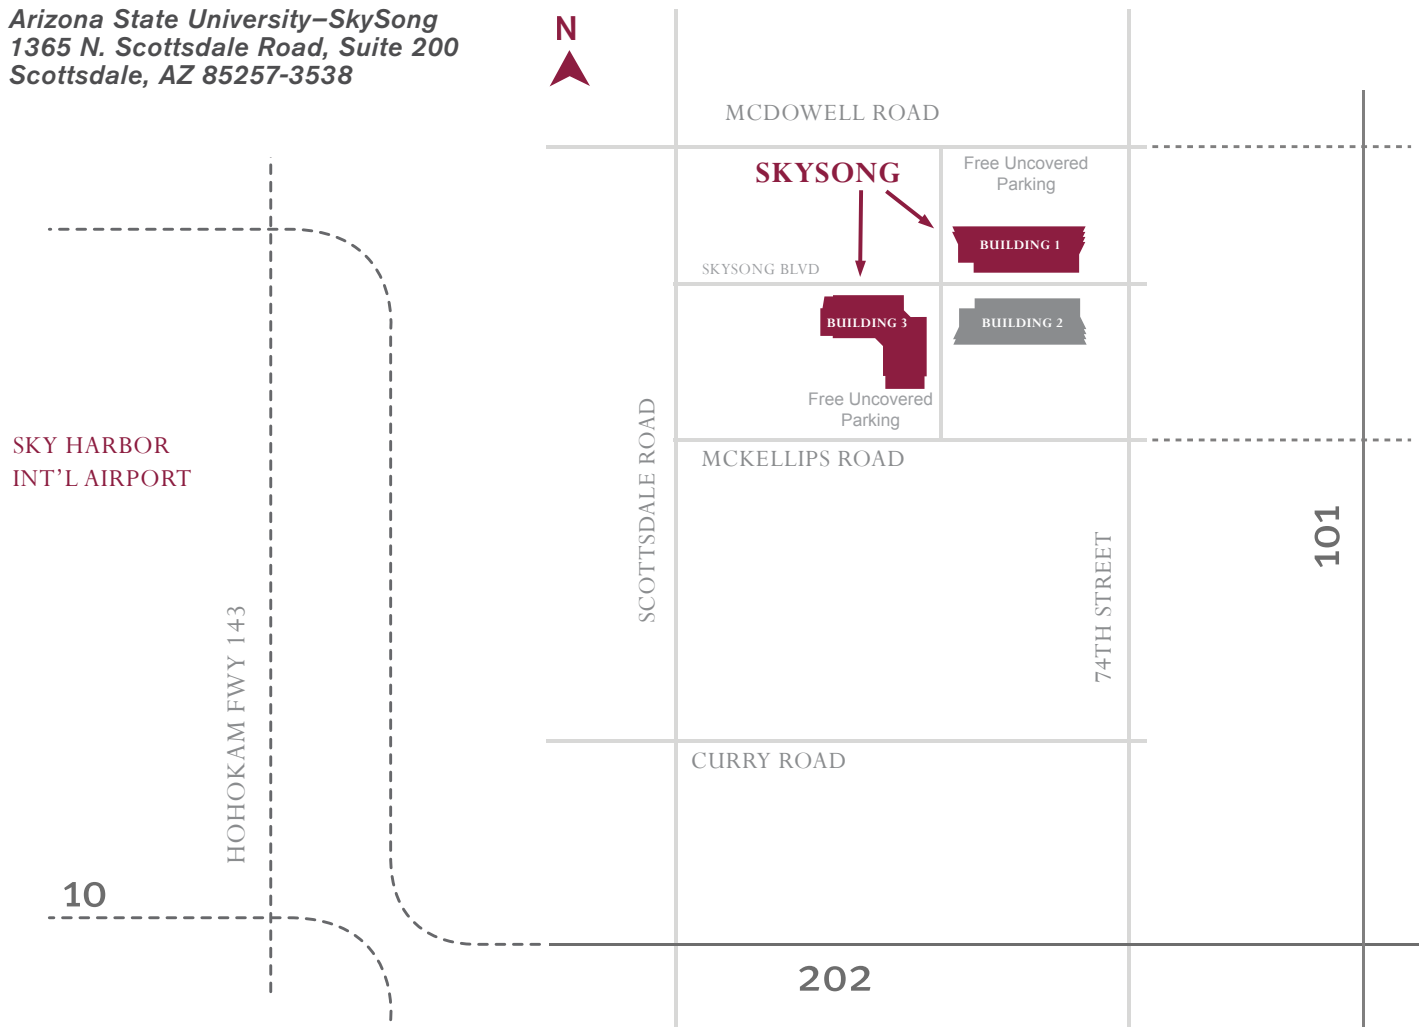 Arizona State University–SkySong
1365 N. Scottsdale Road, Suite 200
Scottsdale, AZ 85257-3538
N
MCDOWELL ROAD
SKYSONG
Free Uncovered
Parking
BUILDING 1
SKYSONG BLVD
BUILDING 3
BUILDING 2
Free Uncovered
Parking
SCOTTSDALE ROAD
MCKELLIPS ROAD
SKY HARBOR
INT'L AIRPORT
101
74TH STREET
HOHOKAM FWY 143
CURRY ROAD
10
202